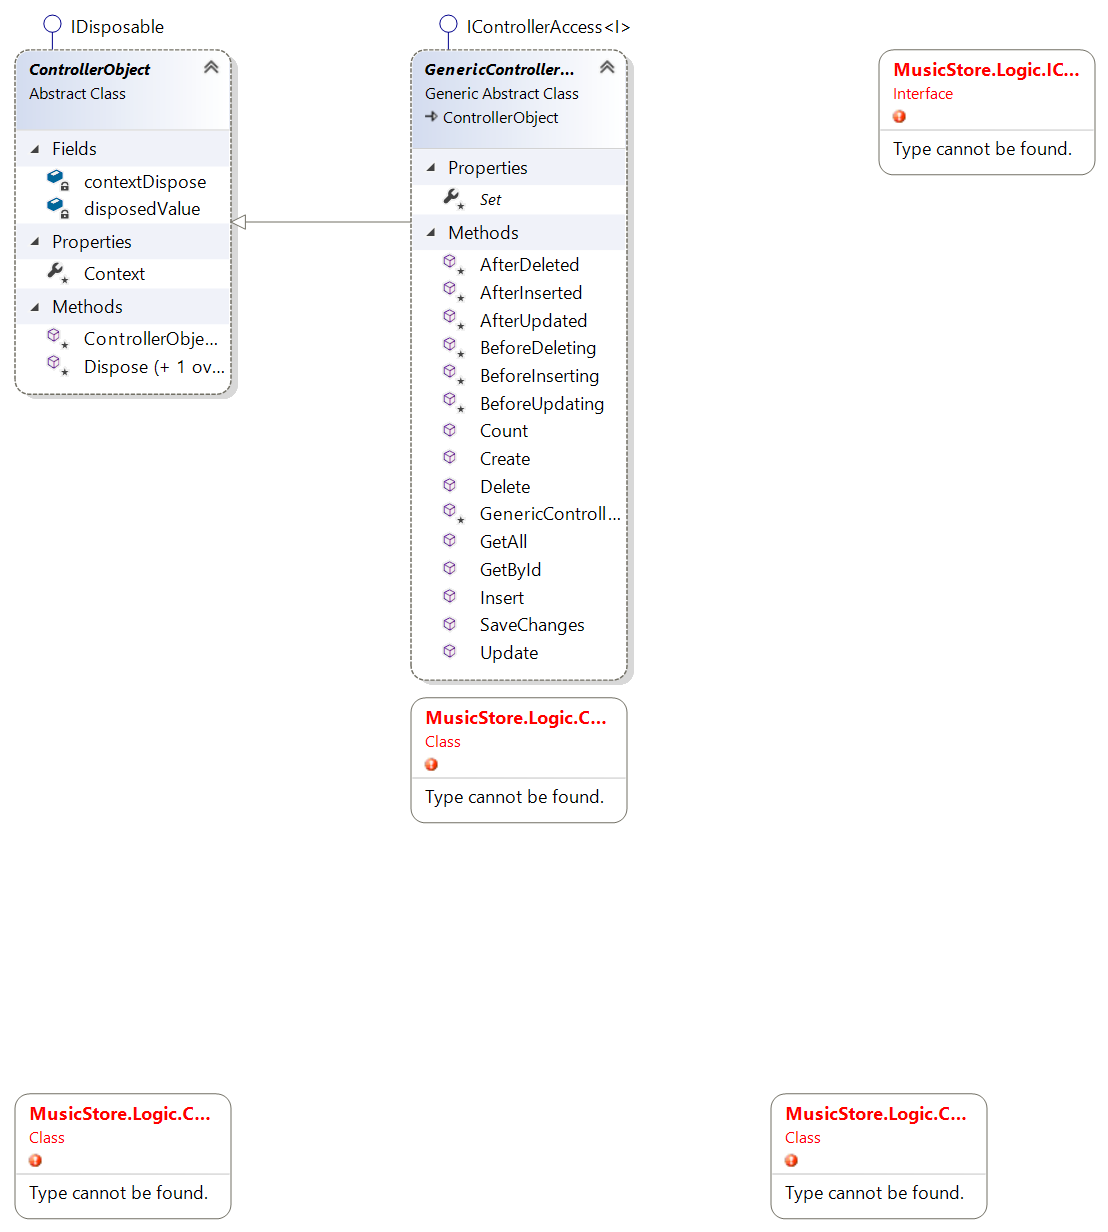 IDisposable
ControllerObject
Abstract Class
Fields
contextDispose
disposedValue
Properties
Context
Methods
ControllerObje...
Dispose (+ 1 ov...
IControllerAccess<I>
GenericController...
Generic Abstract Class
ControllerObject
Properties
Set
Methods
AfterDeleted
AfterInserted
AfterUpdated
BeforeDeleting
BeforeInserting
BeforeUpdating
Count
Create
Delete
GenericControll...
GetAll
GetById
Insert
SaveChanges
Update
MusicStore.Logic.IC...
Interface
Type cannot be found.
MusicStore.Logic.C...
Class
Type cannot be found.
MusicStore.Logic.C...
Class
Type cannot be found.
MusicStore.Logic.C...
Class
Type cannot be found.